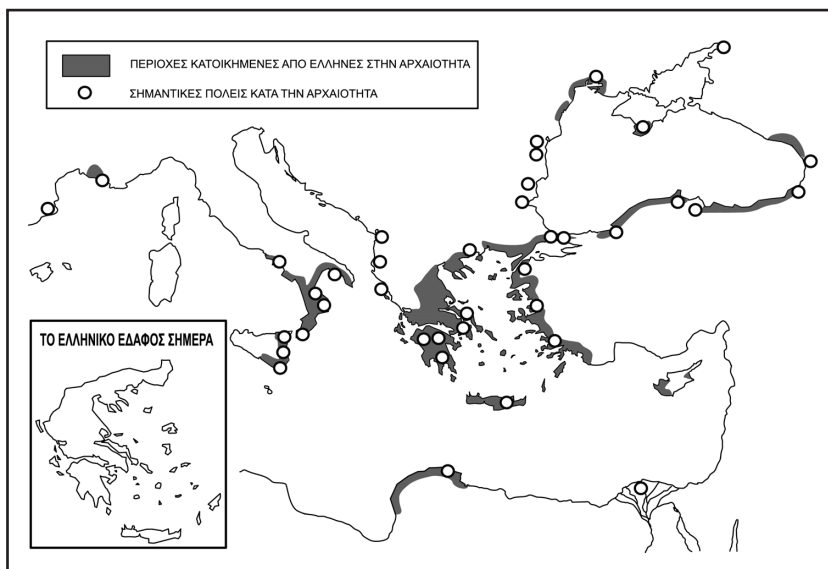 ΠΕΡΙΟΧΕΣ ΚΑΤΟΙΚΗΜΕΝΕΣ ΑΠΟ ΕΛΛΗΝΕΣ ΣΤΗΝ ΑΡΧΑΙΟΤΗΤΑ
ΣΗΜΑΝΤΙΚΕΣ ΠΟΛΕΙΣ ΚΑΤΑ ΤΗΝ ΑΡΧΑΙΟΤΗΤΑ
ΤΟ ΕΛΛΗΝΙΚΟ ΕΔΑΦΟΣ ΣΗΜΕΡΑ